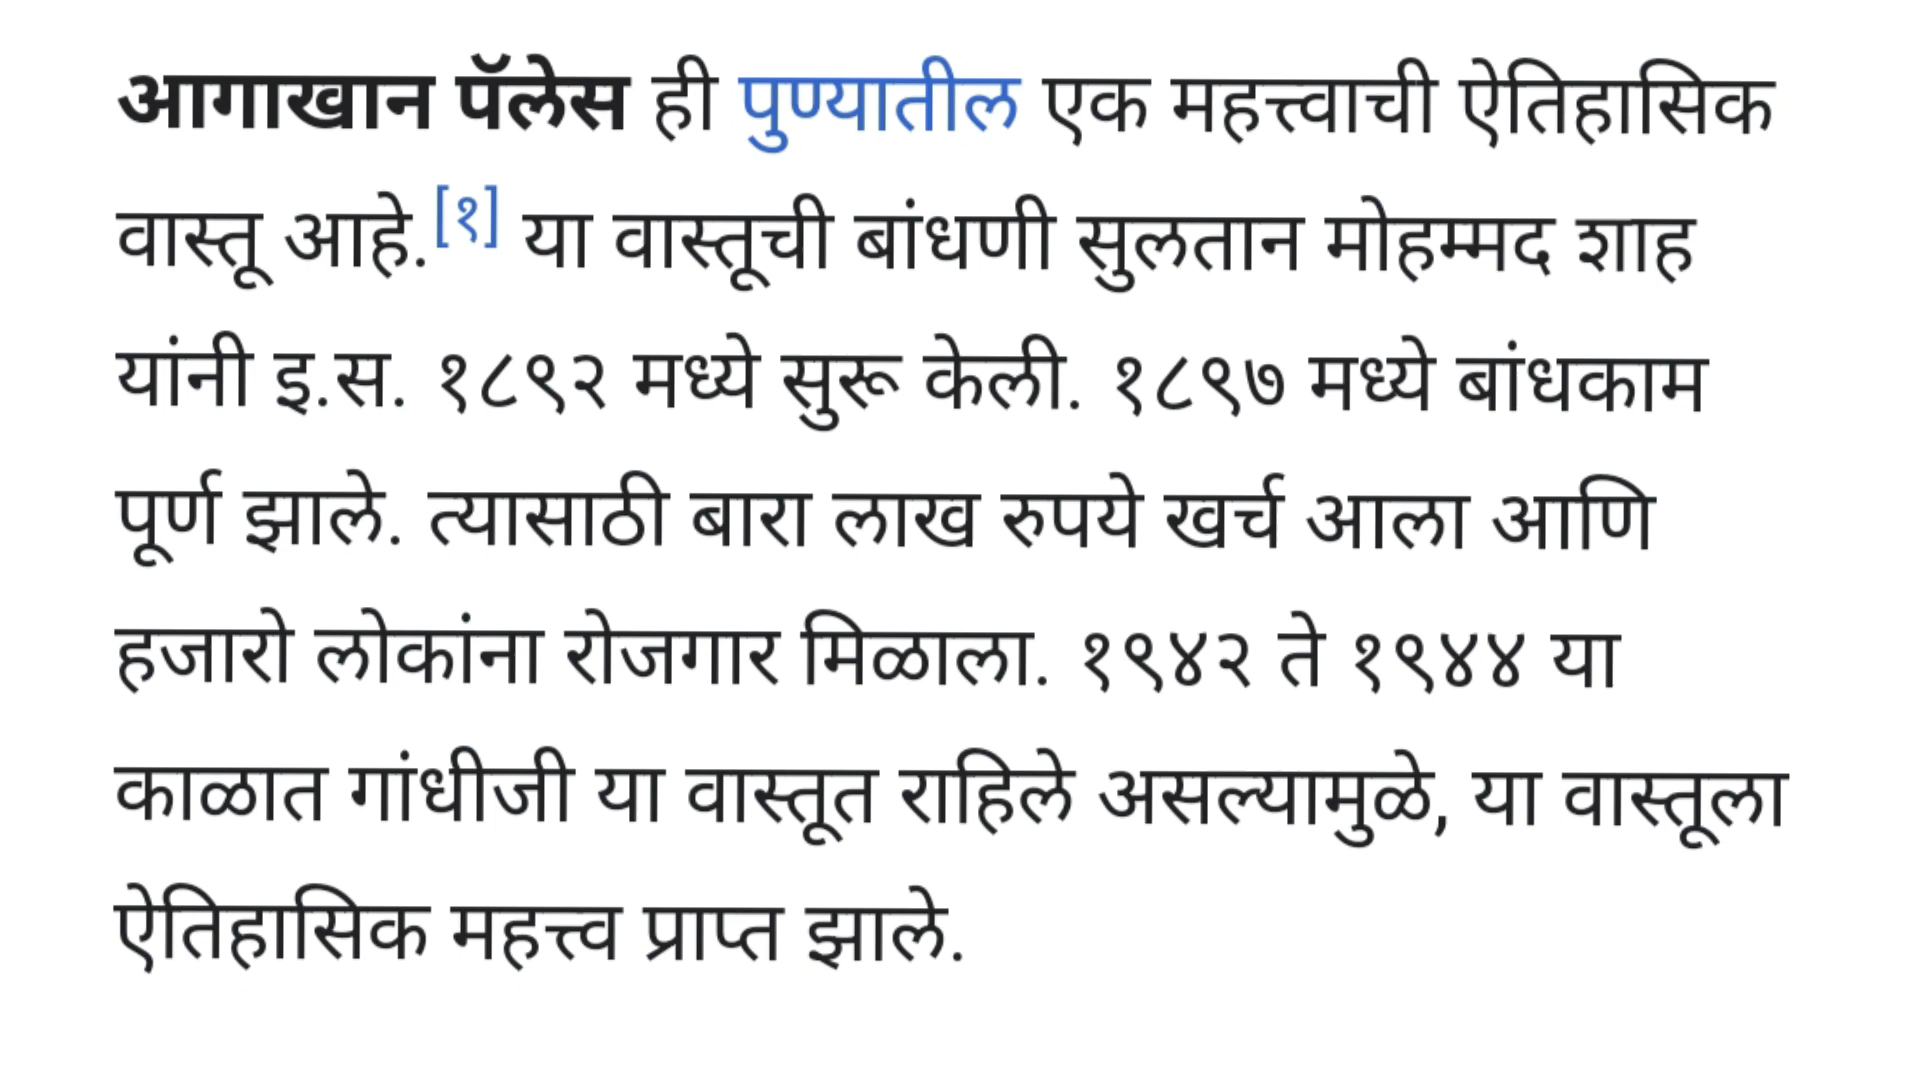 आगाखान पॅलेस ही पुण्यातील एक महत्त्वाची ऐतिहासिक
वास्तू आहे.[१] या वास्तूची बांधणी सुलतान मोहम्मद शाह
यांनी इ.स. १८९२ मध्ये सुरू केली. १८९७ मध्ये बांधकाम
पूर्ण झाले. त्यासाठी बारा लाख रुपये खर्च आला आणि
हजारो लोकांना रोजगार मिळाला. १९४२ ते १९४४ या
काळात गांधीजी या वास्तूत राहिले असल्यामुळे, या वास्तूला
ऐतिहासिक महत्त्व प्राप्त झाले.